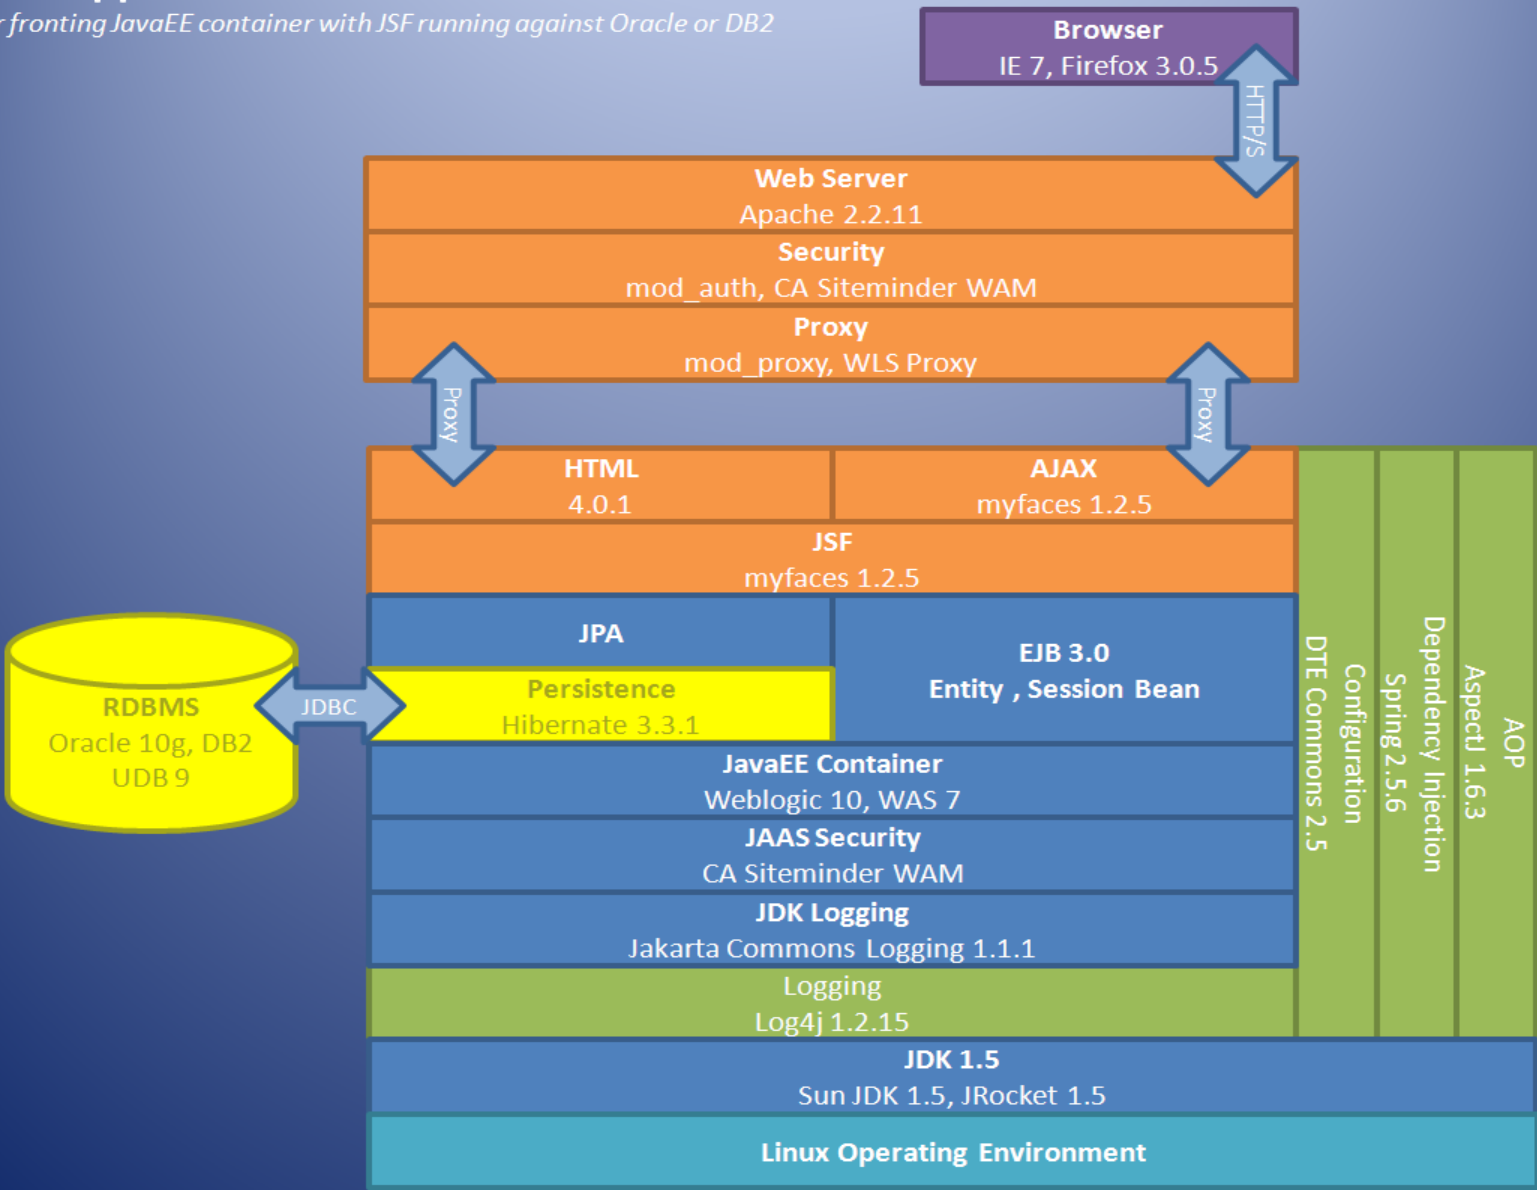 fronting JavaEE container with JSF running against Oracle or DB2
Browser
IE 7, Firefox 3.0.5
HTTP/S
Web Server
Apache 2.2.11
Security
mod_auth, CA Siteminder WAM
Proxy
mod_proxy, WLS Proxy
Proxy
Proxy
HTML
4.0.1
AJAX
myfaces 1.2.5
JSF
myfaces 1.2.5
JPA
EJB 3.0
Entity , Session Bean
Persistence
Hibernate 3.3.1
RDBMS
Oracle 10g, DB2
UDB 9
JDBC
JavaEE Container
Weblogic 10, WAS 7
JAAS Security
CA Siteminder WAM
JDK Logging
Jakarta Commons Logging 1.1.1
Logging
Log4j 1.2.15
Configuration
DTE Commons 2.5
Dependency Injection
Spring 2.5.6
AOP
AspectJ 1.6.3
JDK 1.5
Sun JDK 1.5, JRocket 1.5
Linux Operating Environment